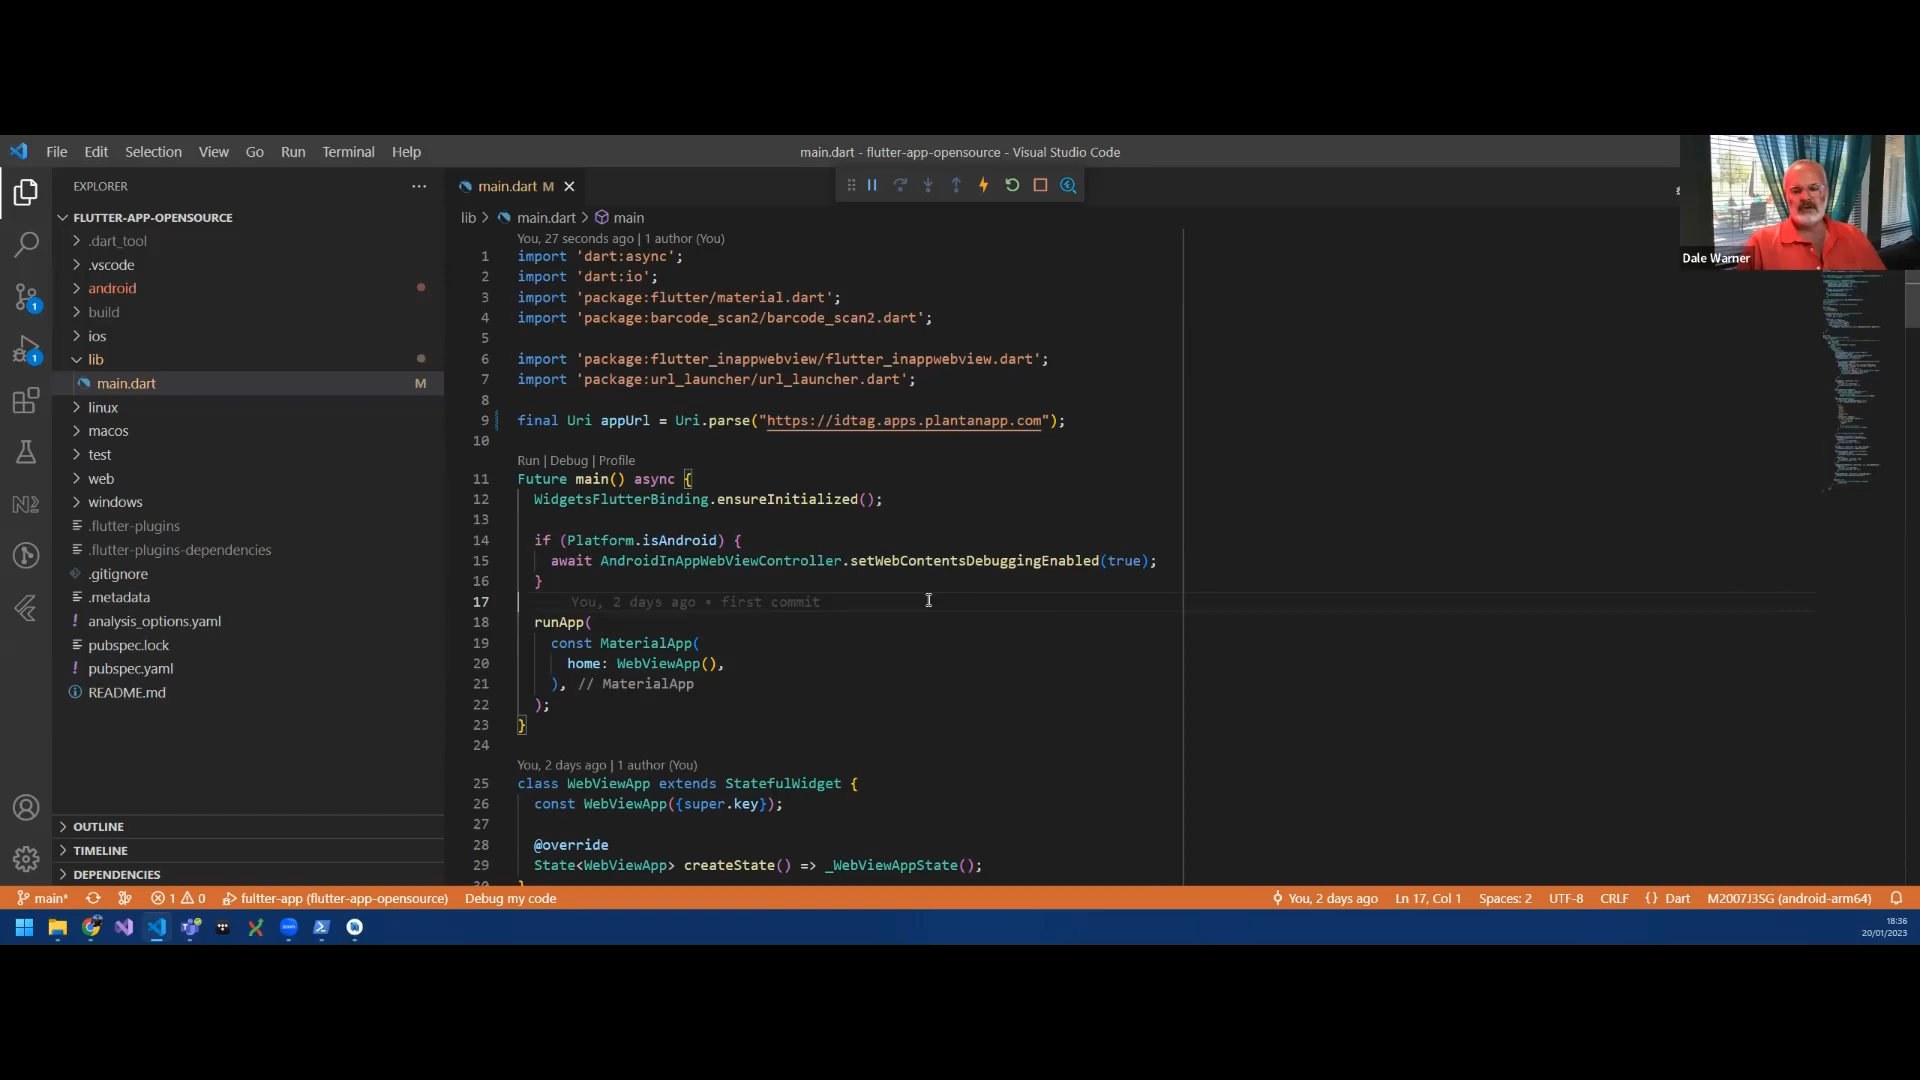 File Edit Selection View Go Run Terminal Help
main.dart - flutter-app-opensource - Visual Studio Code
Dale Warner
EXPLORER
FLUTTER-APP-OPENSOURCE
.dart_tool
.vscode
android
build
ios
lib
main.dart M
linux
macos
test
web
windows
.flutter-plugins
.flutter-plugins-dependencies
.gitignore
.metadata
! analysis_options.yaml
pubspec.lock
! pubspec.yaml
README.md
OUTLINE
TIMELINE
DEPENDENCIES
1
1
N2
main.dart M
lib > main.dart > main
You, 27 seconds ago | 1 author (You)
1 import 'dart:async';
2 import 'dart:io';
3 import 'package:flutter/material.dart';
4 import 'package:barcode_scan2/barcode_scan2.dart';
5
6 import 'package:flutter_inappwebview/flutter_inappwebview.dart';
7 import 'package:url_launcher/url_launcher.dart';
8
9 final Uri appUrl = Uri.parse("https://idtag.apps.plantanapp.com");
10
Run | Debug | Profile
11 Future main() async {
12 WidgetsFlutterBinding.ensureInitialized();
13
14 if (Platform.isAndroid) {
15 await AndroidInAppWebViewController.setWebContentsDebuggingEnabled(true);
16 }
17 You, 2 days ago • first commit
18 runApp(
19 const MaterialApp(
20 home: WebViewApp(),
21 ), // MaterialApp
22 );
23 }
24
You, 2 days ago | 1 author (You)
25 class WebViewApp extends StatefulWidget {
26 const WebViewApp({super.key});
27
28 @override
29 State<WebViewApp> createState() => _WebViewAppState();
main* 1 0 fultter-app (flutter-app-opensource) Debug my code
You, 2 days ago Ln 17, Col 1 Spaces: 2 UTF-8 CRLF {} Dart M2007J3SG (android-arm64)
18:36
20/01/2023